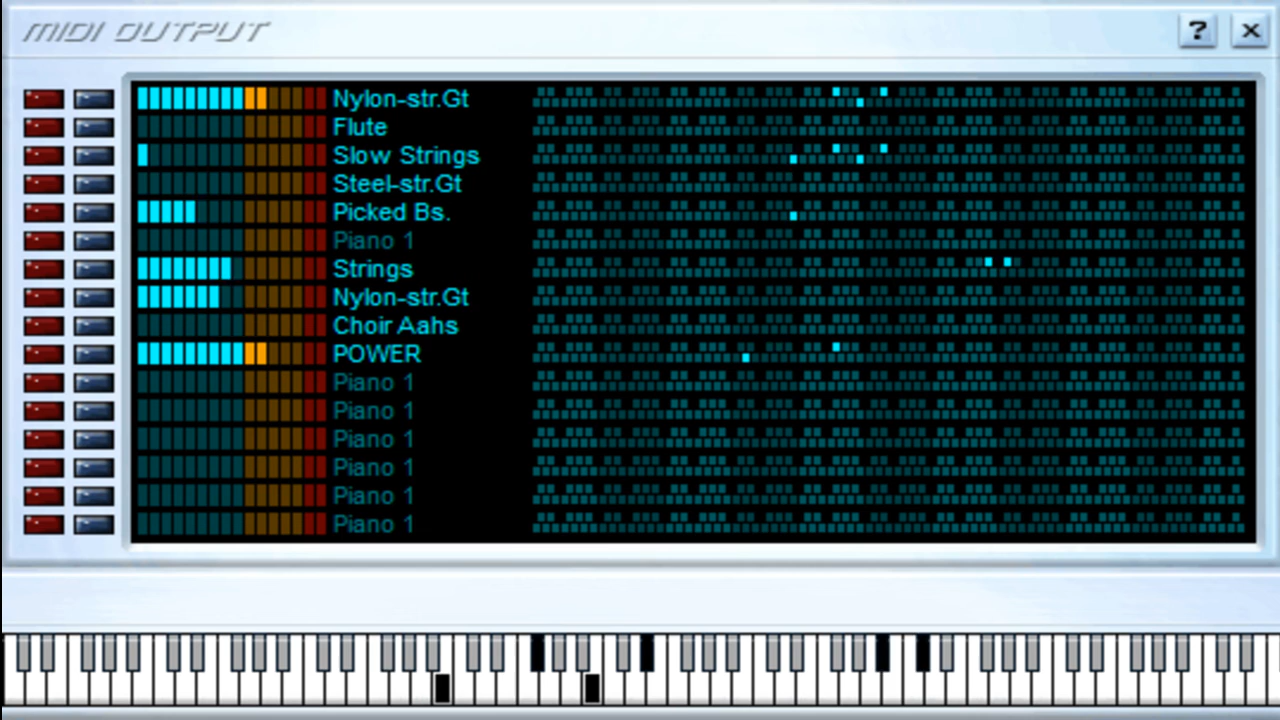 MIDI OUTPUT
? X
Nylon-str.Gt
Flute
Slow Strings
Steel-str.Gt
Picked Bs.
Piano 1
Strings
Nylon-str.Gt
Choir Aahs
POWER
Piano 1
Piano 1
Piano 1
Piano 1
Piano 1
Piano 1